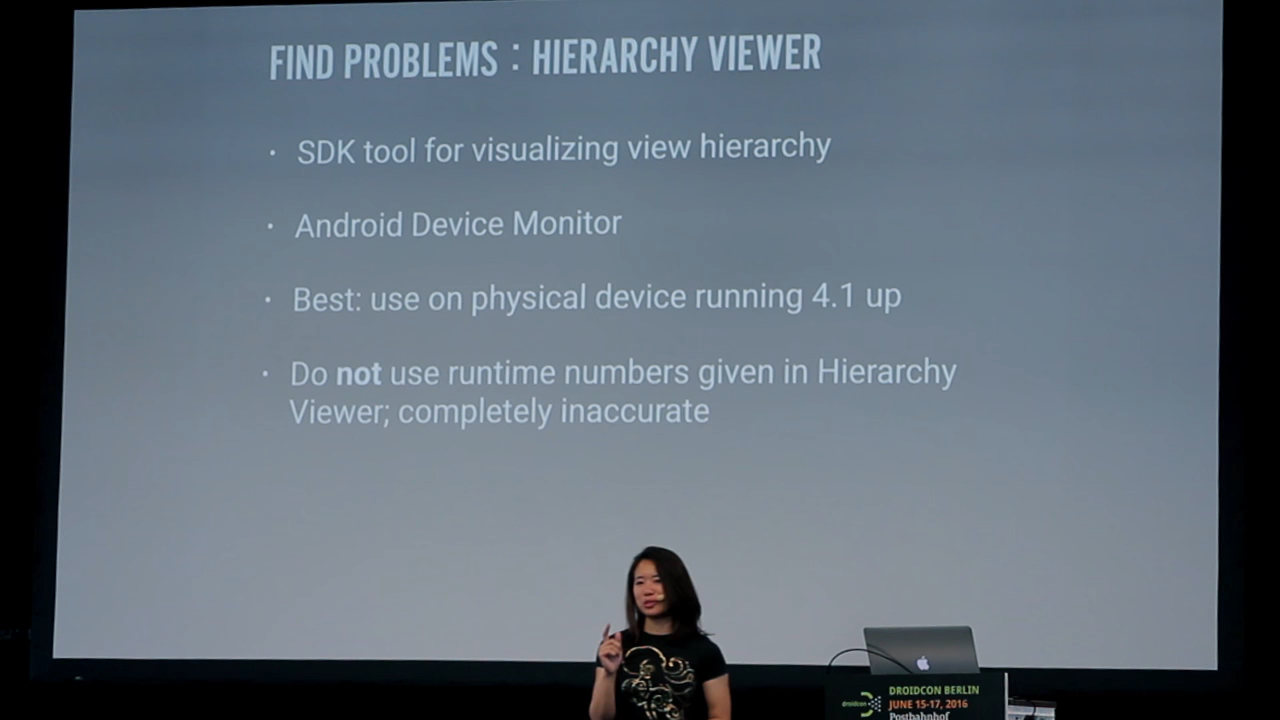 FIND PROBLEMS : HIERARCHY VIEWER
· SDK tool for visualizing view hierarchy
· Android Device Monitor
· Best: use on physical device running 4.1 up
· Do not use runtime numbers given in Hierarchy
Viewer; completely inaccurate
droidcon
DROIDCON BERLIN
JUNE 15-17, 2016
Postbahnhof